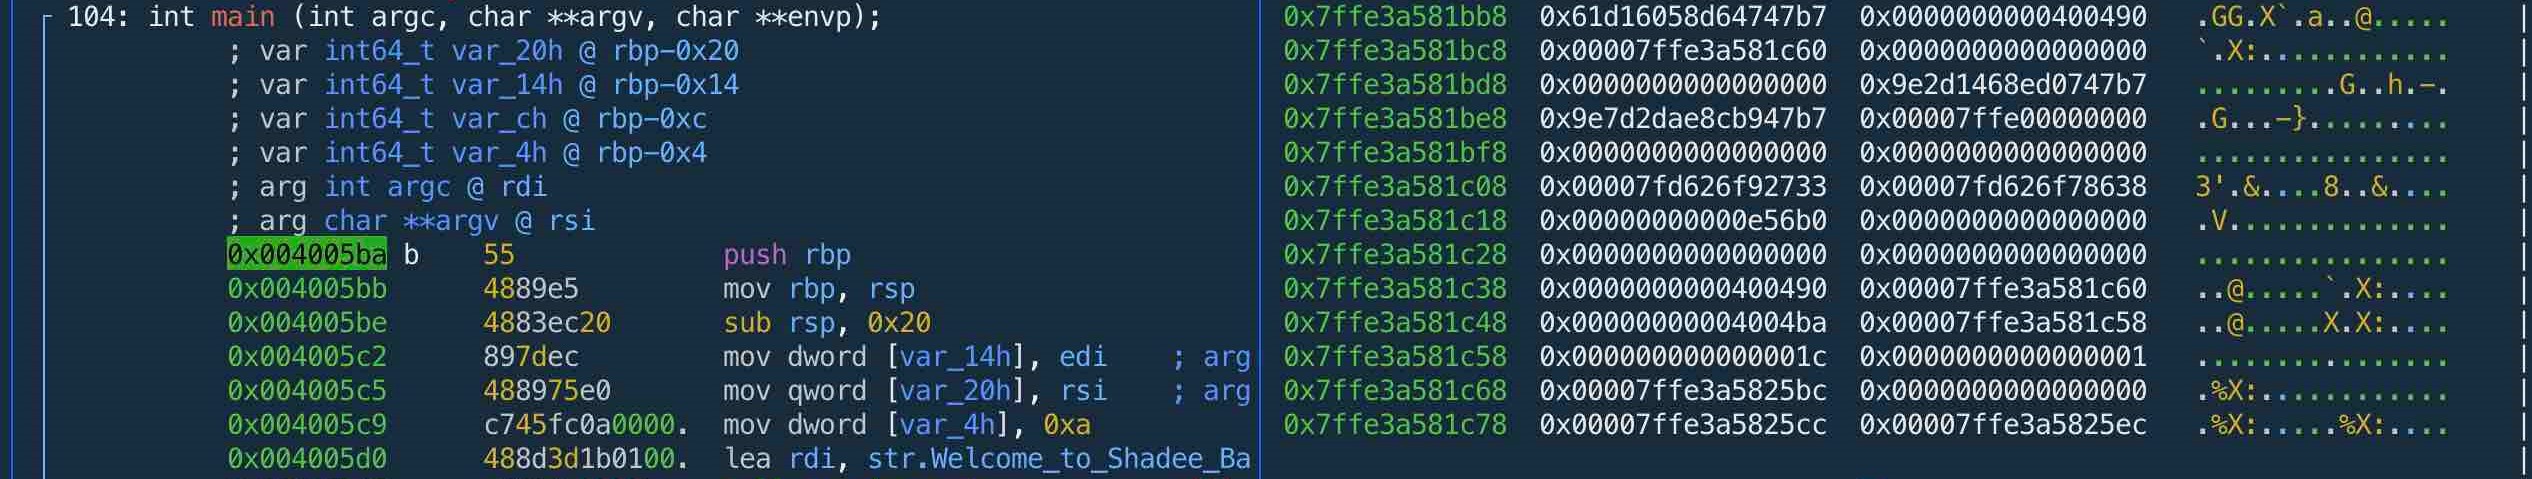 104: int main (int argc, char **argv, char **envp);
; var int64_t var_20h @ rbp-0x20
; var int64_t var_14h @ rbp-0x14
; var int64_t var_ch @ rbp-0xc
; var int64_t var_4h @ rbp-0x4
; arg int argc @ rdi
; arg char **argv @ rsi
0x004005ba b 55 push rbp
0x004005bb 4889e5 mov rbp, rsp
0x004005be 4883ec20 sub rsp, 0x20
0x004005c2 897dec mov dword [var_14h], edi ; arg
0x004005c5 488975e0 mov qword [var_20h], rsi ; arg
0x004005c9 c745fc0a0000. mov dword [var_4h], 0xa
0x004005d0 488d3d1b0100. lea rdi, str.Welcome_to_Shadee_Ba
0x7ffe3a581bb8 0x61d16058d64747b7 0x0000000000400490 .GG.X`.a..@.....
0x7ffe3a581bc8 0x00007ffe3a581c60 0x0000000000000000 `.X:............
0x7ffe3a581bd8 0x0000000000000000 0x9e2d1468ed0747b7 .........G..h.-.
0x7ffe3a581be8 0x9e7d2dae8cb947b7 0x00007ffe00000000 .G...-}.........
0x7ffe3a581bf8 0x0000000000000000 0x0000000000000000 ................
0x7ffe3a581c08 0x00007fd626f92733 0x00007fd626f78638 3'.&....8..&....
0x7ffe3a581c18 0x00000000000e56b0 0x0000000000000000 .V..............
0x7ffe3a581c28 0x0000000000000000 0x0000000000000000 ................
0x7ffe3a581c38 0x0000000000400490 0x00007ffe3a581c60 ..@.....`.X:....
0x7ffe3a581c48 0x00000000004004ba 0x00007ffe3a581c58 ..@.....X.X:....
0x7ffe3a581c58 0x000000000000001c 0x0000000000000001 ................
0x7ffe3a581c68 0x00007ffe3a5825bc 0x0000000000000000 .%X:............
0x7ffe3a581c78 0x00007ffe3a5825cc 0x00007ffe3a5825ec .%X:.....%X:....